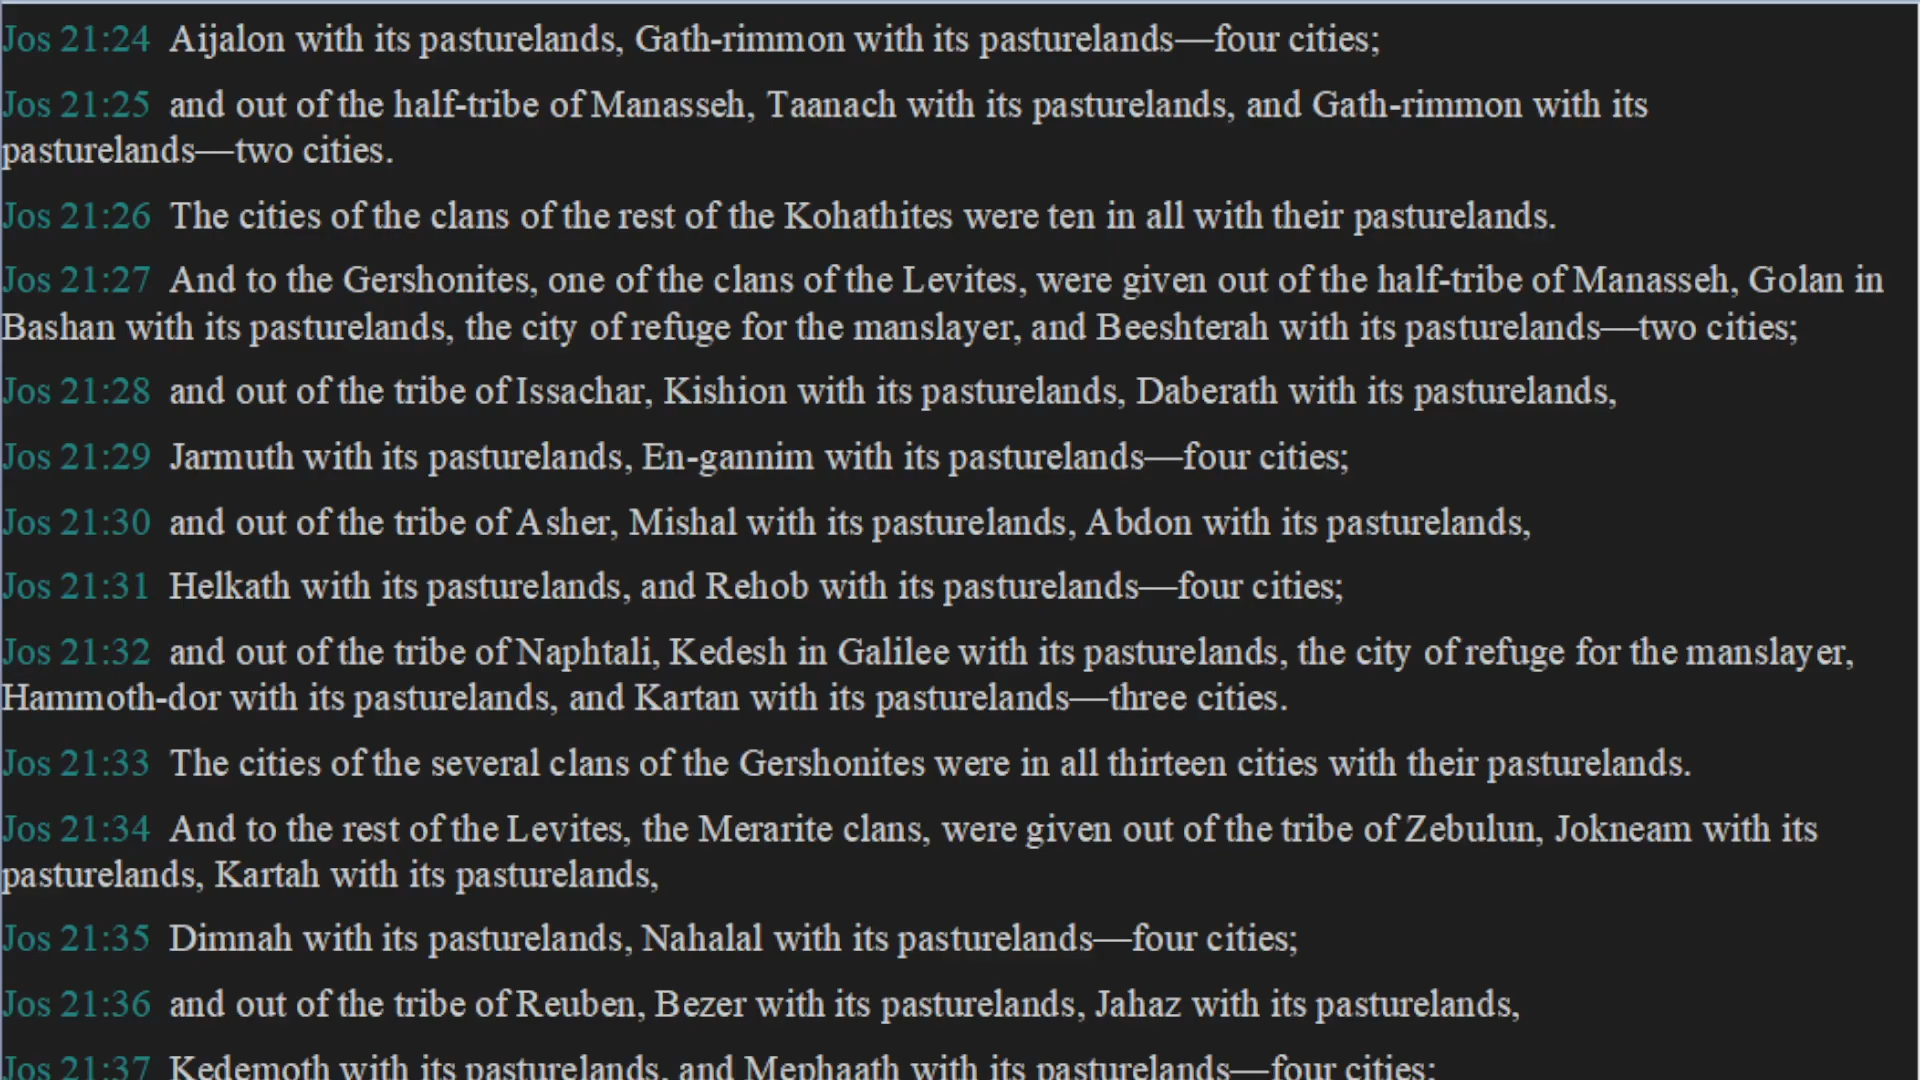 Jos 21:24 Aijalon with its pasturelands, Gath-rimmon with its pasturelands—four cities;
Jos 21:25 and out of the half-tribe of Manasseh, Taanach with its pasturelands, and Gath-rimmon with its
pasturelands—two cities.
Jos 21:26 The cities of the clans of the rest of the Kohathites were ten in all with their pasturelands.
Jos 21:27 And to the Gershonites, one of the clans of the Levites, were given out of the half-tribe of Manasseh, Golan in
Bashan with its pasturelands, the city of refuge for the manslayer, and Beeshterah with its pasturelands—two cities;
Jos 21:28 and out of the tribe of Issachar, Kishion with its pasturelands, Daberath with its pasturelands,
Jos 21:29 Jarmuth with its pasturelands, En-gannim with its pasturelands—four cities;
Jos 21:30 and out of the tribe of Asher, Mishal with its pasturelands, Abdon with its pasturelands,
Jos 21:31 Helkath with its pasturelands, and Rehob with its pasturelands—four cities;
Jos 21:32 and out of the tribe of Naphtali, Kedesh in Galilee with its pasturelands, the city of refuge for the manslayer,
Hammoth-dor with its pasturelands, and Kartan with its pasturelands—three cities.
Jos 21:33 The cities of the several clans of the Gershonites were in all thirteen cities with their pasturelands.
Jos 21:34 And to the rest of the Levites, the Merarite clans, were given out of the tribe of Zebulun, Jokneam with its
pasturelands, Kartah with its pasturelands,
Jos 21:35 Dimnah with its pasturelands, Nahalal with its pasturelands—four cities;
Jos 21:36 and out of the tribe of Reuben, Bezer with its pasturelands, Jahaz with its pasturelands,
Jos 21:37 Kedemoth with its pasturelands, and Mephaath with its pasturelands—four cities;